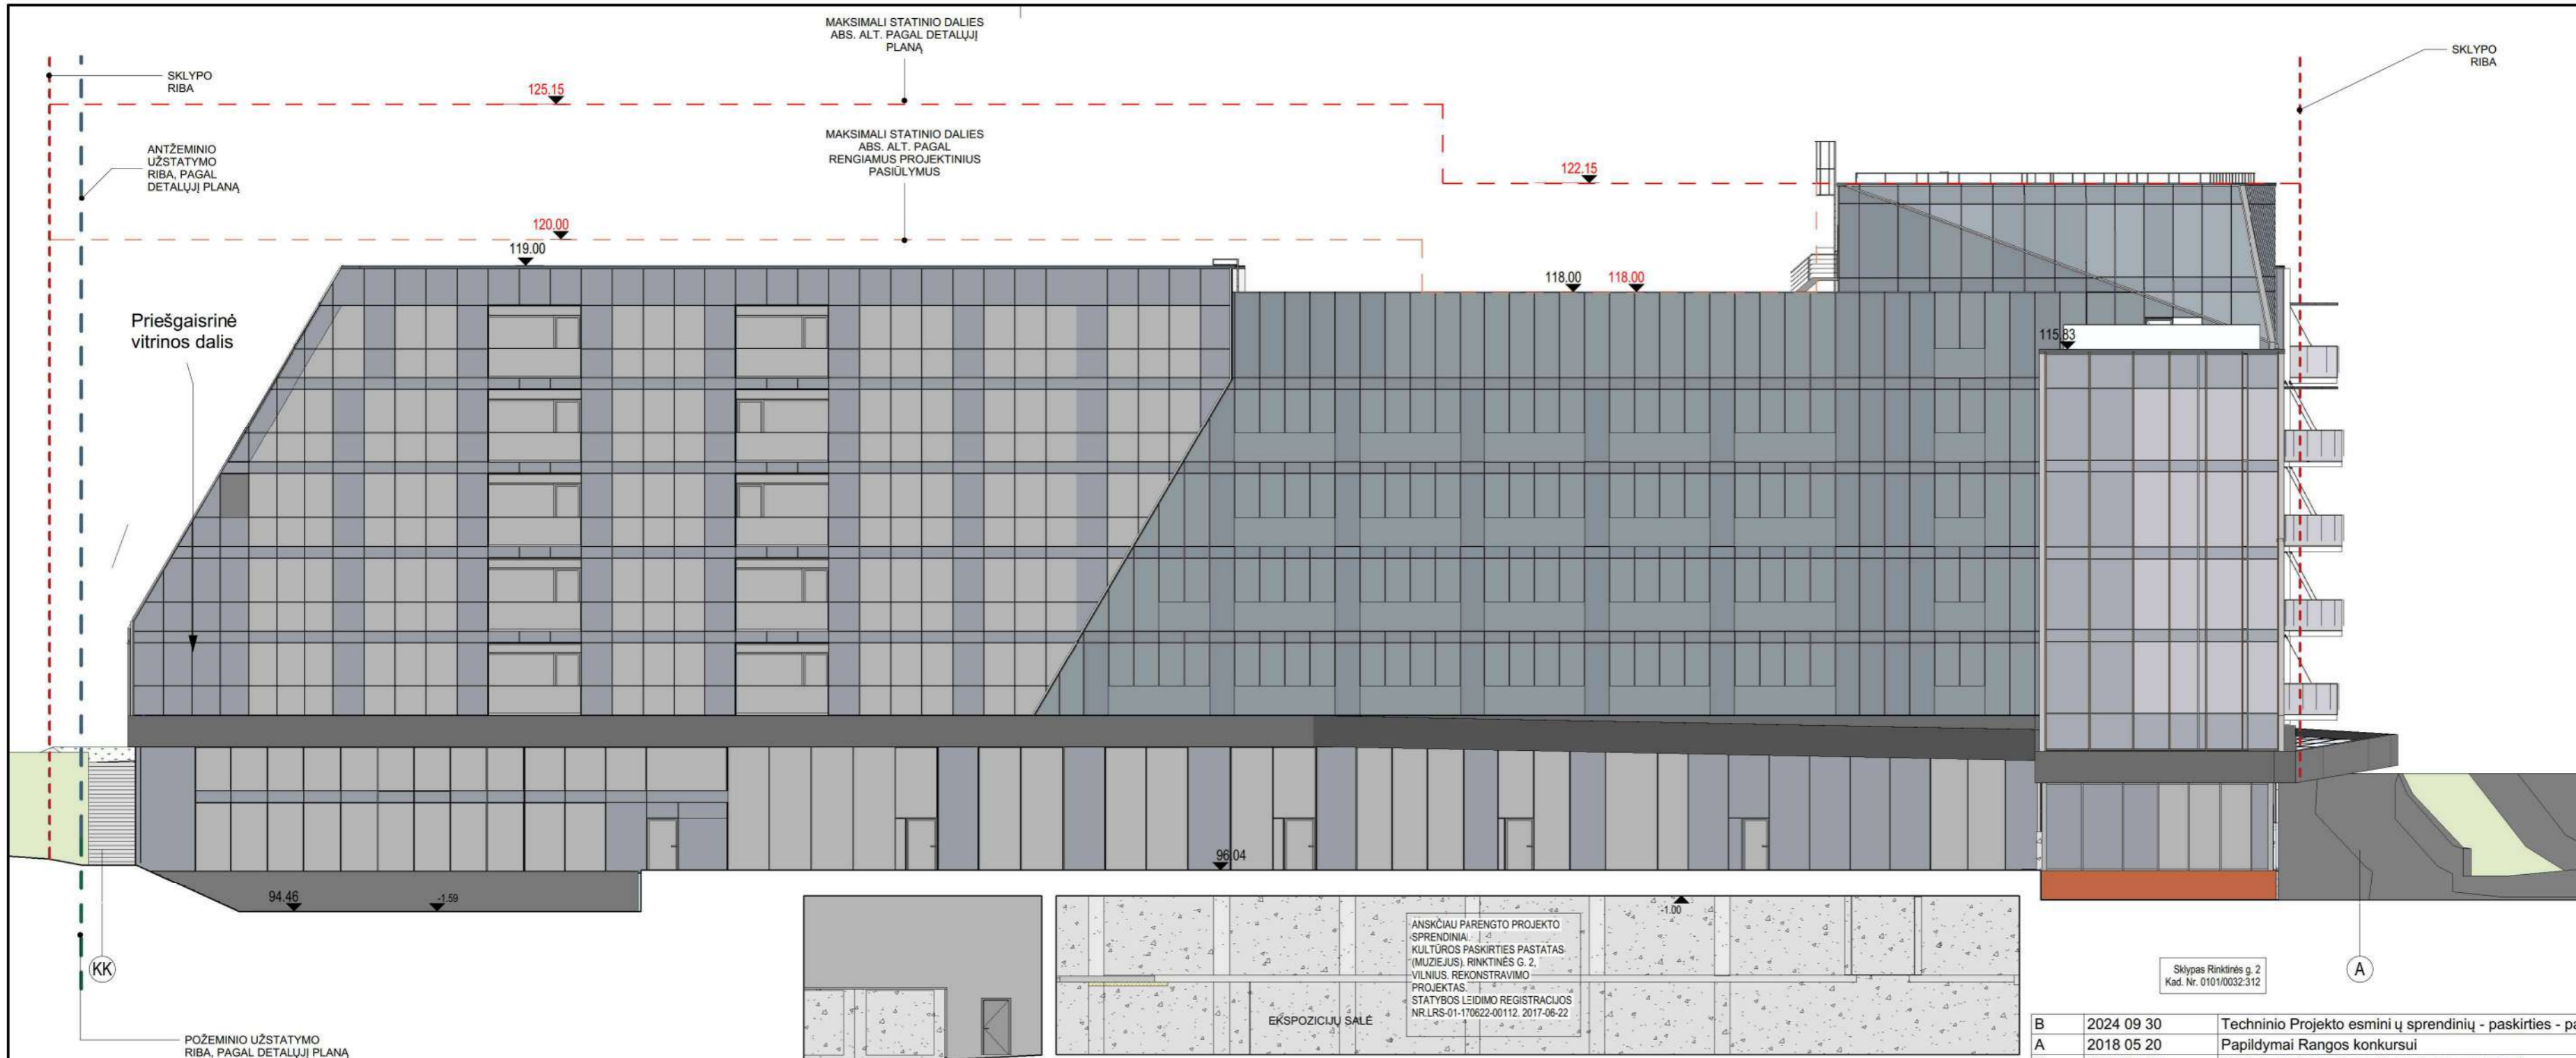 MAKSIMALI STATINIO DALIES
ABS. ALT. PAGAL DETALŲJĮ
PLANĄ
SKLYPO
RIBA
SKLYPO
RIBA
125.15
MAKSIMALI STATINIO DALIES
ABS. ALT. PAGAL
RENGIAMUS PROJEKTINIUS
PASIŪLYMUS
ANTŽEMINIO
UŽSTATYMO
RIBA, PAGAL
DETALŲJĮ PLANĄ
122.15
120.00
119.00
118.00
118.00
Priešgaisrinė
vitrinos dalis
115.83
96.04
94.46
-1.59
-1.00
ANSKČIAU PARENGTO PROJEKTO
SPRENDINIAI.
KULTŪROS PASKIRTIES PASTATAS
(MUZIEJUS). RINKTINĖS G. 2,
VILNIUS. REKONSTRAVIMO
PROJEKTAS.
STATYBOS LEIDIMO REGISTRACIJOS
NR.LRS-01-170622-00112. 2017-06-22
EKSPOZICIJŲ SALĖ
KK
A
Sklypas Rinktinės g. 2
Kad. Nr. 0101/0032:312
POŽEMINIO UŽSTATYMO
RIBA, PAGAL DETALŲJĮ PLANĄ
B 2024 09 30 Techninio Projekto esmini ų sprendinių - paskirties - pa
A 2018 05 20 Papildymai Rangos konkursui